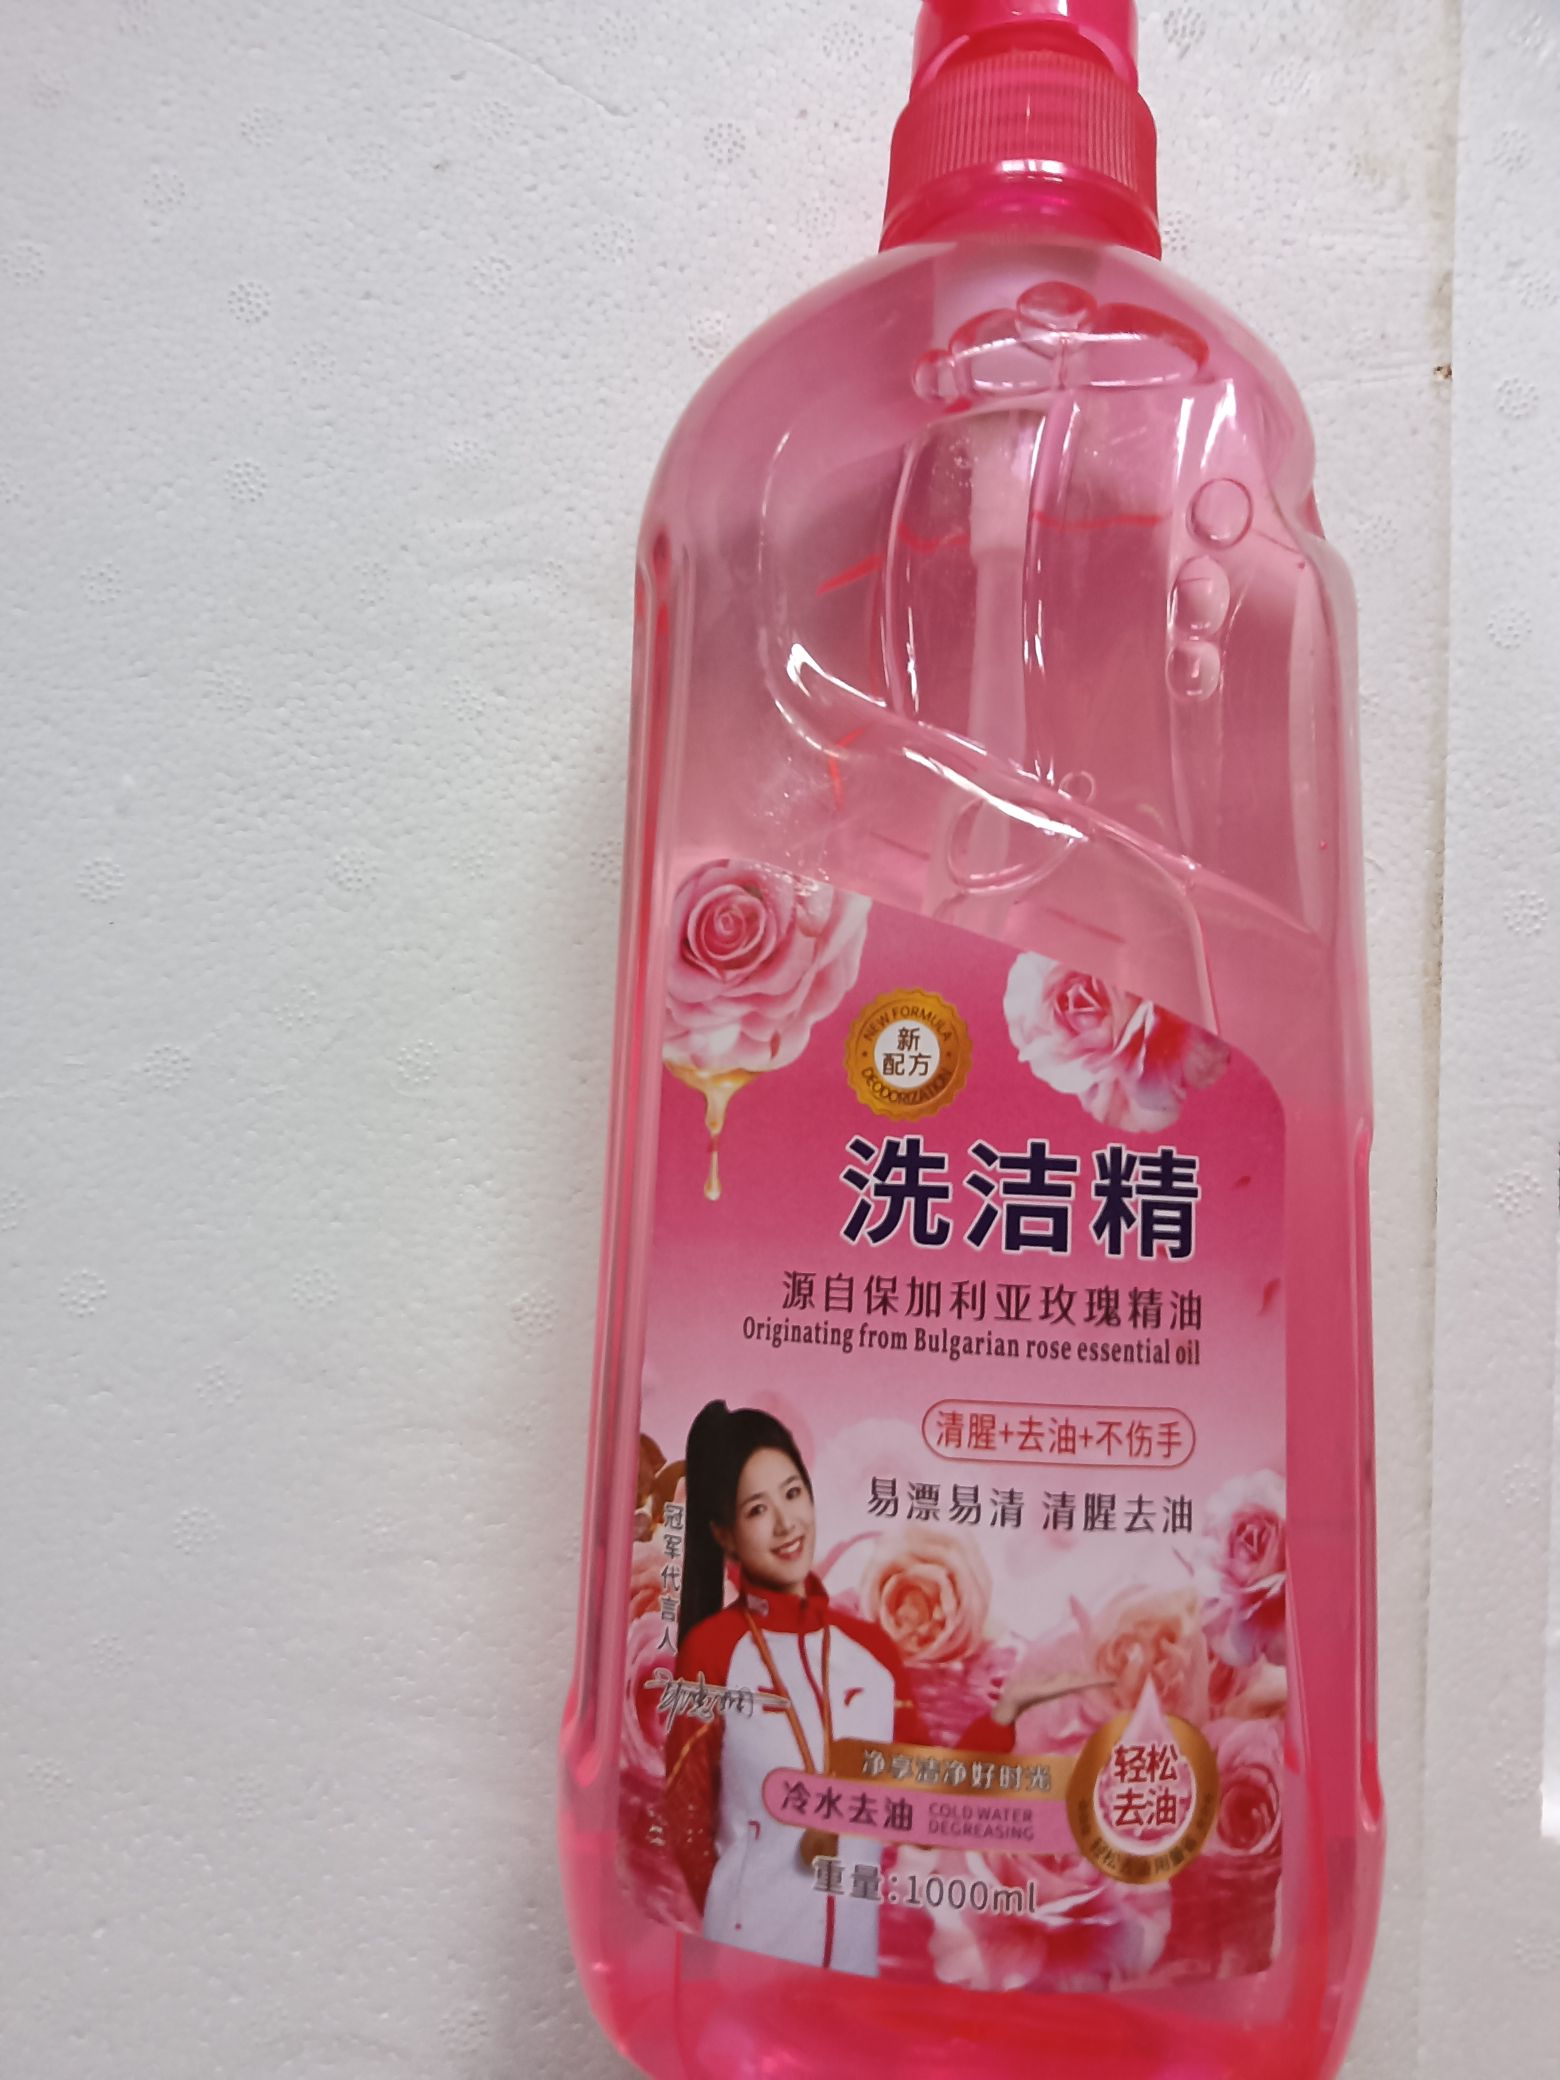 NEW FORMULA
新
配方
DEODORIZATION
洗洁精
源自保加利亚玫瑰精油
Originating from Bulgarian rose essential oil
清腥+去油+不伤手
易漂易清 清腥去油
冠军代言人
净享洁净好时光
冷水去油
COLD WATER
DEGREASING
轻松
去油
重量:1000ml